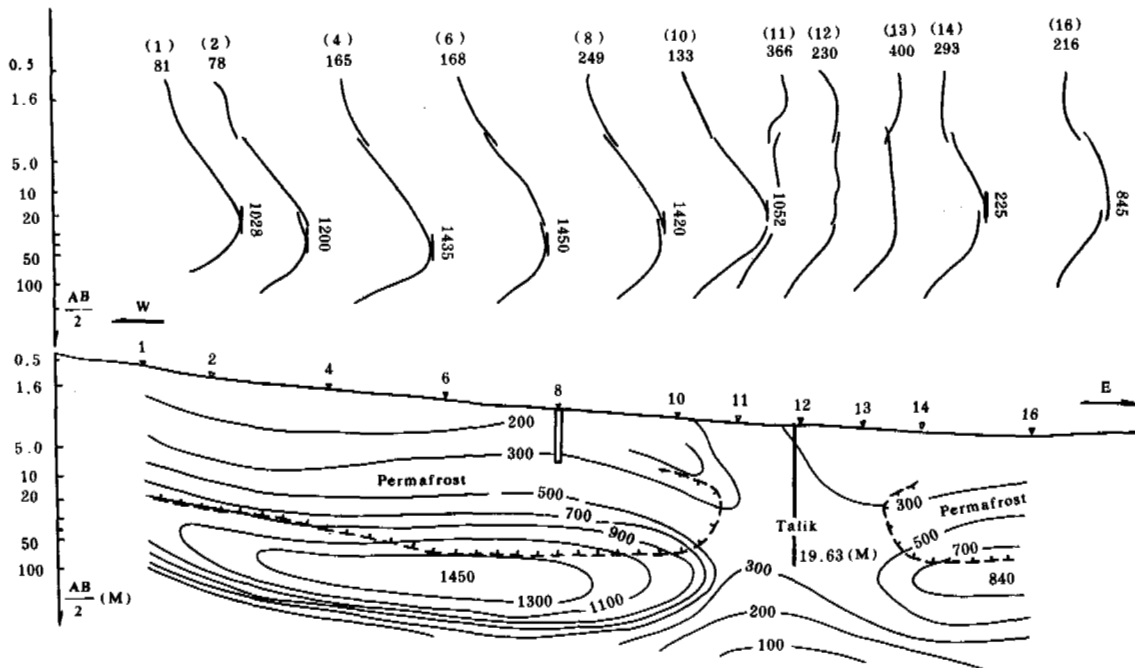 (1) (2) (4) (6) (8) (10) (11) (12) (13) (14) (16)
81 78 165 168 249 133 366 230 400 293 216
0.5
1.6
5.0
10
20
50
100
1028 1200 1435 1450 1420 1052 225 845
AB
2
W
0.5
1.6
5.0
10
20
50
100
AB
2 (M)
1 2 4 6 8 10 11 12 13 14 16
E
200
300
Permafrost
500
700
900
1450
1300
1100
Talik
19.63 (M)
300
200
100
300
Permafrost
500
700
840